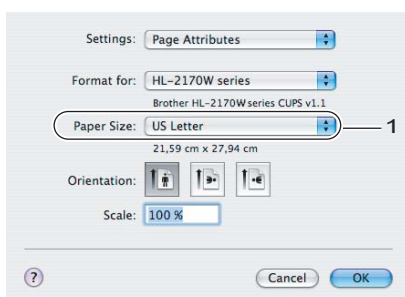 Settings: Page Attributes
Format for: HL-2170W series
Brother HL-2170W series CUPS v1.1
Paper Size: US Letter 1
21,59 cm x 27,94 cm
Orientation:
Scale: 100 %
? Cancel OK